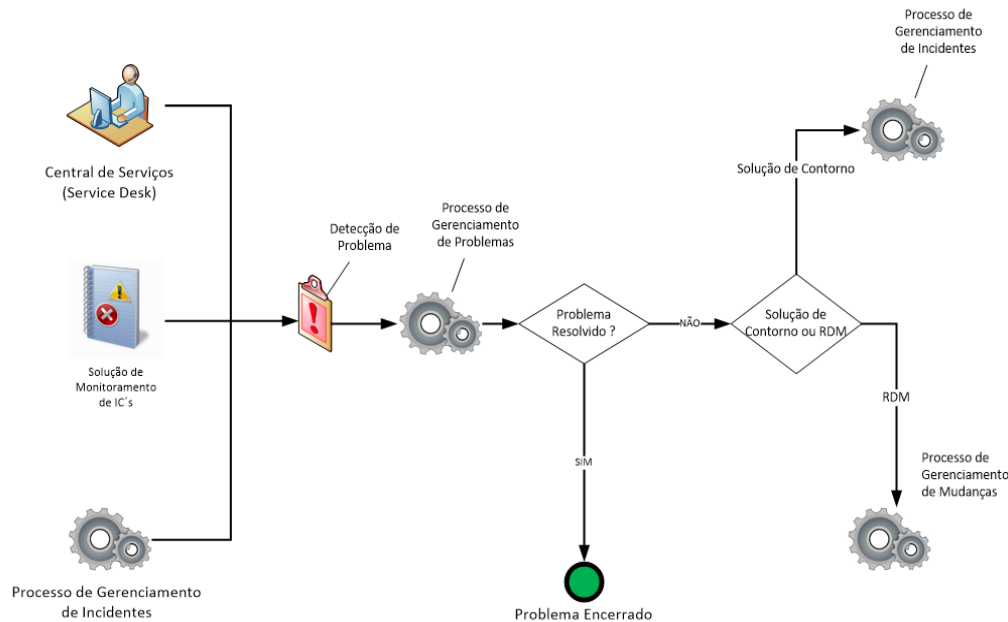 Processo de
Gerenciamento
de Incidentes
Central de Serviços
(Service Desk)
Solução de Contorno
Detecção de
Problema
Processo de
Gerenciamento
de Problemas
Problema
Resolvido ?
NÃO
Solução de
Contorno ou RDM
Solução de
Monitoramento
de IC´s
RDM
SIM
Processo de
Gerenciamento
de Mudanças
Processo de Gerenciamento
de Incidentes
Problema Encerrado